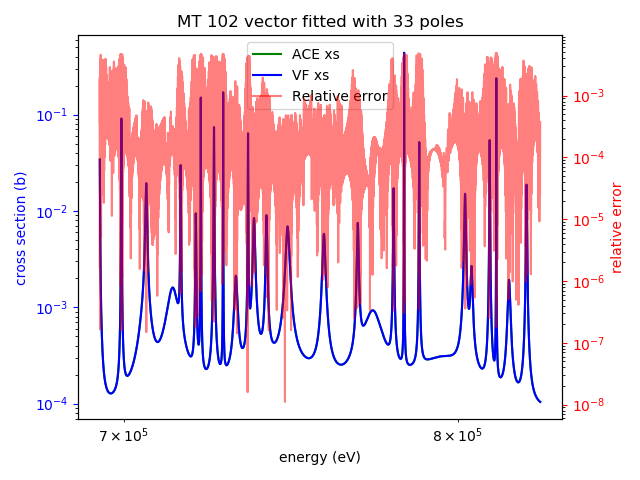 MT 102 vector fitted with 33 poles
ACE xs
VF xs
Relative error
10⁻¹
10⁻²
10⁻³
10⁻⁴
cross section (b)
10⁻³
10⁻⁴
10⁻⁵
10⁻⁶
10⁻⁷
10⁻⁸
relative error
7 × 10⁵
8 × 10⁵
energy (eV)